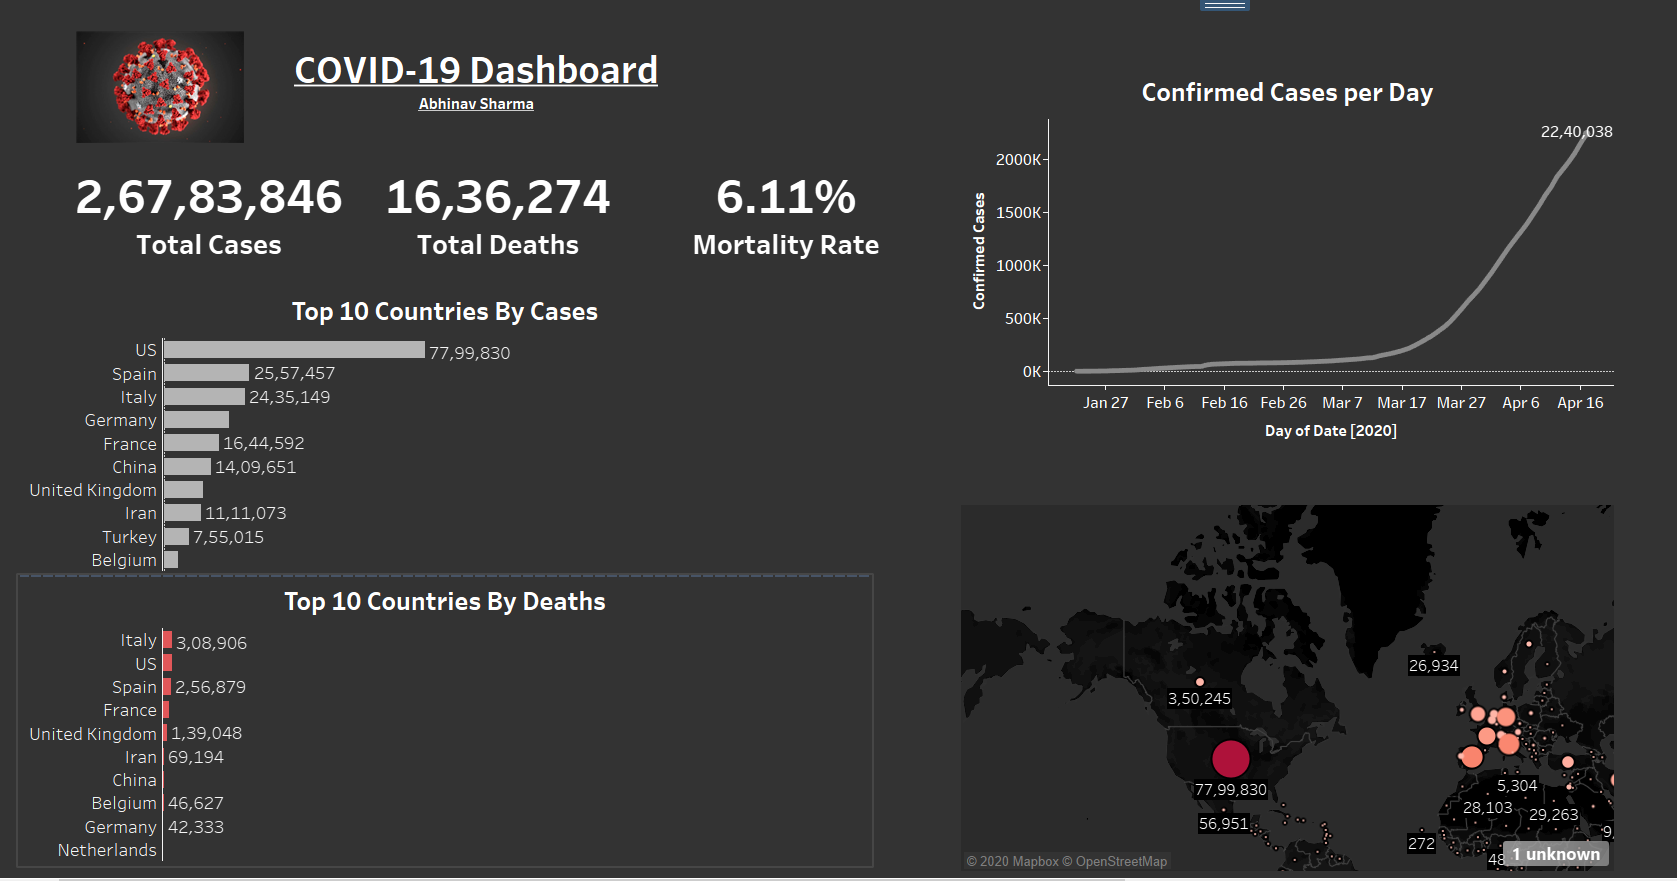 COVID-19 Dashboard
Abhinav Sharma
2,67,83,846
Total Cases
16,36,274
Total Deaths
6.11%
Mortality Rate
Top 10 Countries By Cases
US 77,99,830
Spain 25,57,457
Italy 24,35,149
Germany
France 16,44,592
China 14,09,651
United Kingdom
Iran 11,11,073
Turkey 7,55,015
Belgium
Top 10 Countries By Deaths
Italy 3,08,906
US
Spain 2,56,879
France
United Kingdom 1,39,048
Iran 69,194
China
Belgium 46,627
Germany 42,333
Netherlands
Confirmed Cases per Day
22,40,038
Confirmed Cases
2000K
1500K
1000K
500K
0K
Jan 27 Feb 6 Feb 16 Feb 26 Mar 7 Mar 17 Mar 27 Apr 6 Apr 16
Day of Date [2020]
26,934
3,50,245
77,99,830
56,951
5,304
28,103
29,263
9,
272
48
1 unknown
© 2020 Mapbox © OpenStreetMap